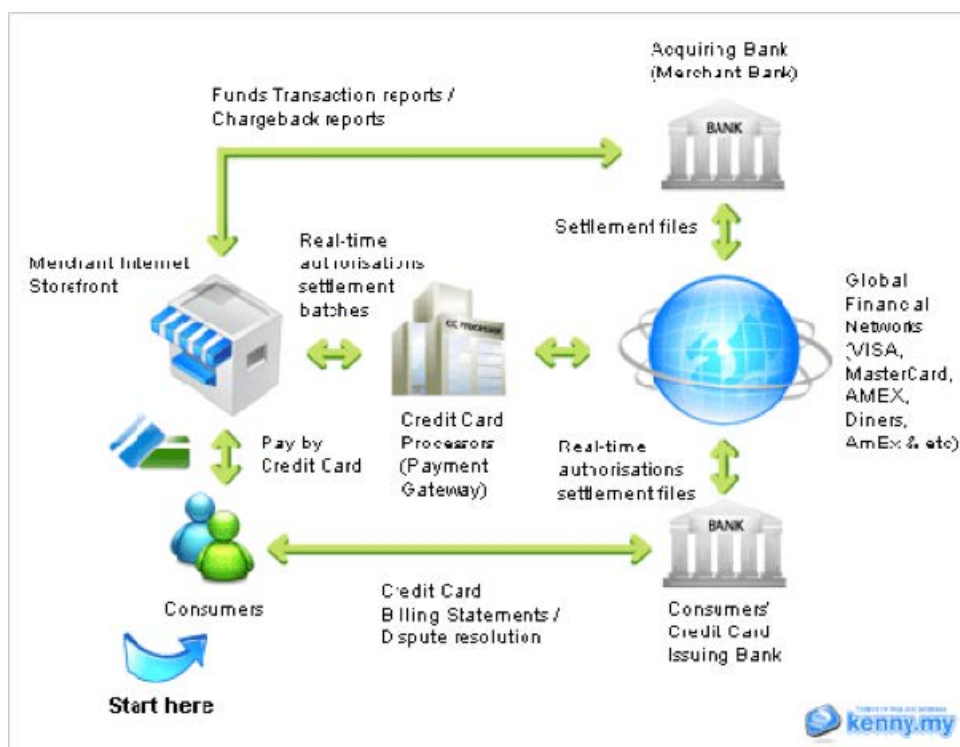 Acquiring Bank
(Merchant Bank)
Funds Transaction reports /
Chargeback reports
BANK
Settlement files
Real-time
authorisations
settlement
batches
Merchant Internet
Storefront
Global
Financial
Networks
(VISA,
MasterCard,
AMEX,
Diners,
AmEx & etc)
Credit Card
Processors
(Payment
Gateway)
Pay by
Credit Card
Real-time
authorisations
settlement files
BANK
Consumers
Credit Card
Billing Statements /
Dispute resolution
Consumers'
Credit Card
Issuing Bank
Start here
kenny.my